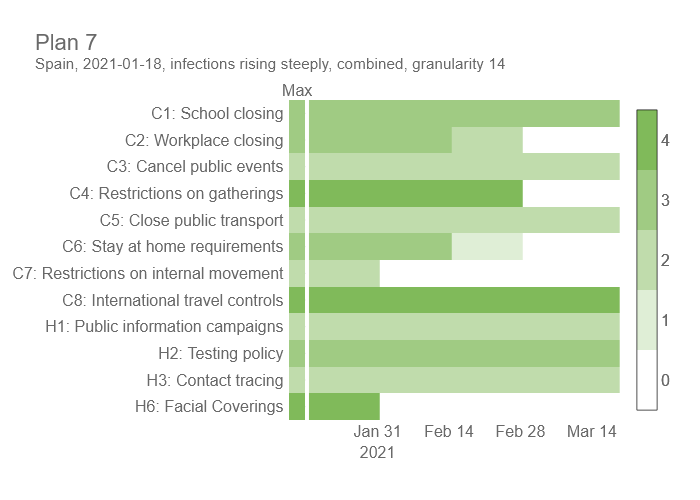 Plan 7
Spain, 2021-01-18, infections rising steeply, combined, granularity 14
Max
C1: School closing
C2: Workplace closing
C3: Cancel public events
C4: Restrictions on gatherings
C5: Close public transport
C6: Stay at home requirements
C7: Restrictions on internal movement
C8: International travel controls
H1: Public information campaigns
H2: Testing policy
H3: Contact tracing
H6: Facial Coverings
Jan 31 Feb 14 Feb 28 Mar 14
2021
4
3
2
1
0